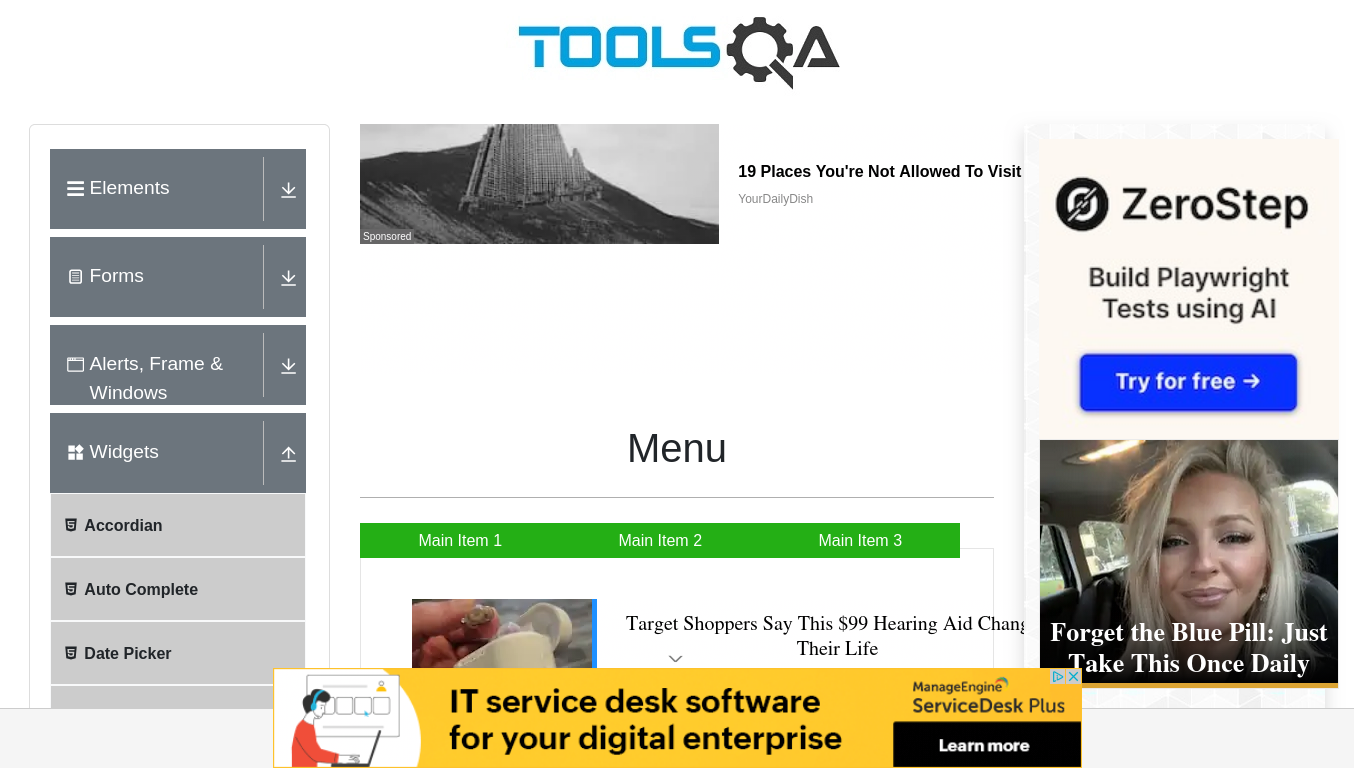 TOOLSQA
Elements
Forms
Alerts, Frame &
Windows
Widgets
Accordian
Auto Complete
Date Picker
Sponsored
19 Places You're Not Allowed To Visit
YourDailyDish
Menu
Main Item 1
Main Item 2
Main Item 3
Target Shoppers Say This $99 Hearing Aid Chang
Their Life
ZeroStep
Build Playwright
Tests using AI
Try for free →
Forget the Blue Pill: Just
Take This Once Daily
IT service desk software
for your digital enterprise
ManageEngine
ServiceDesk Plus
Learn more